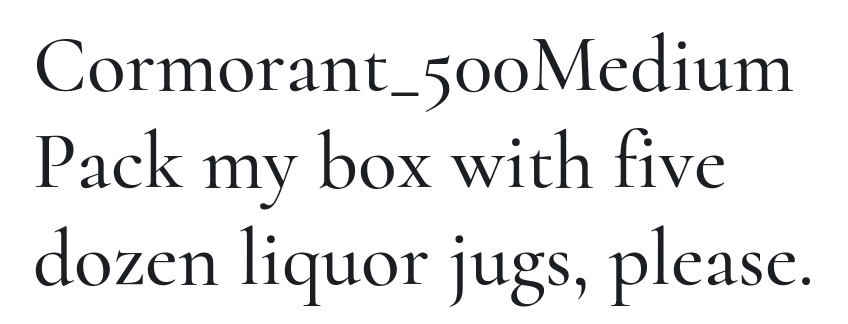 Cormorant_500Medium
Pack my box with five
dozen liquor jugs, please.